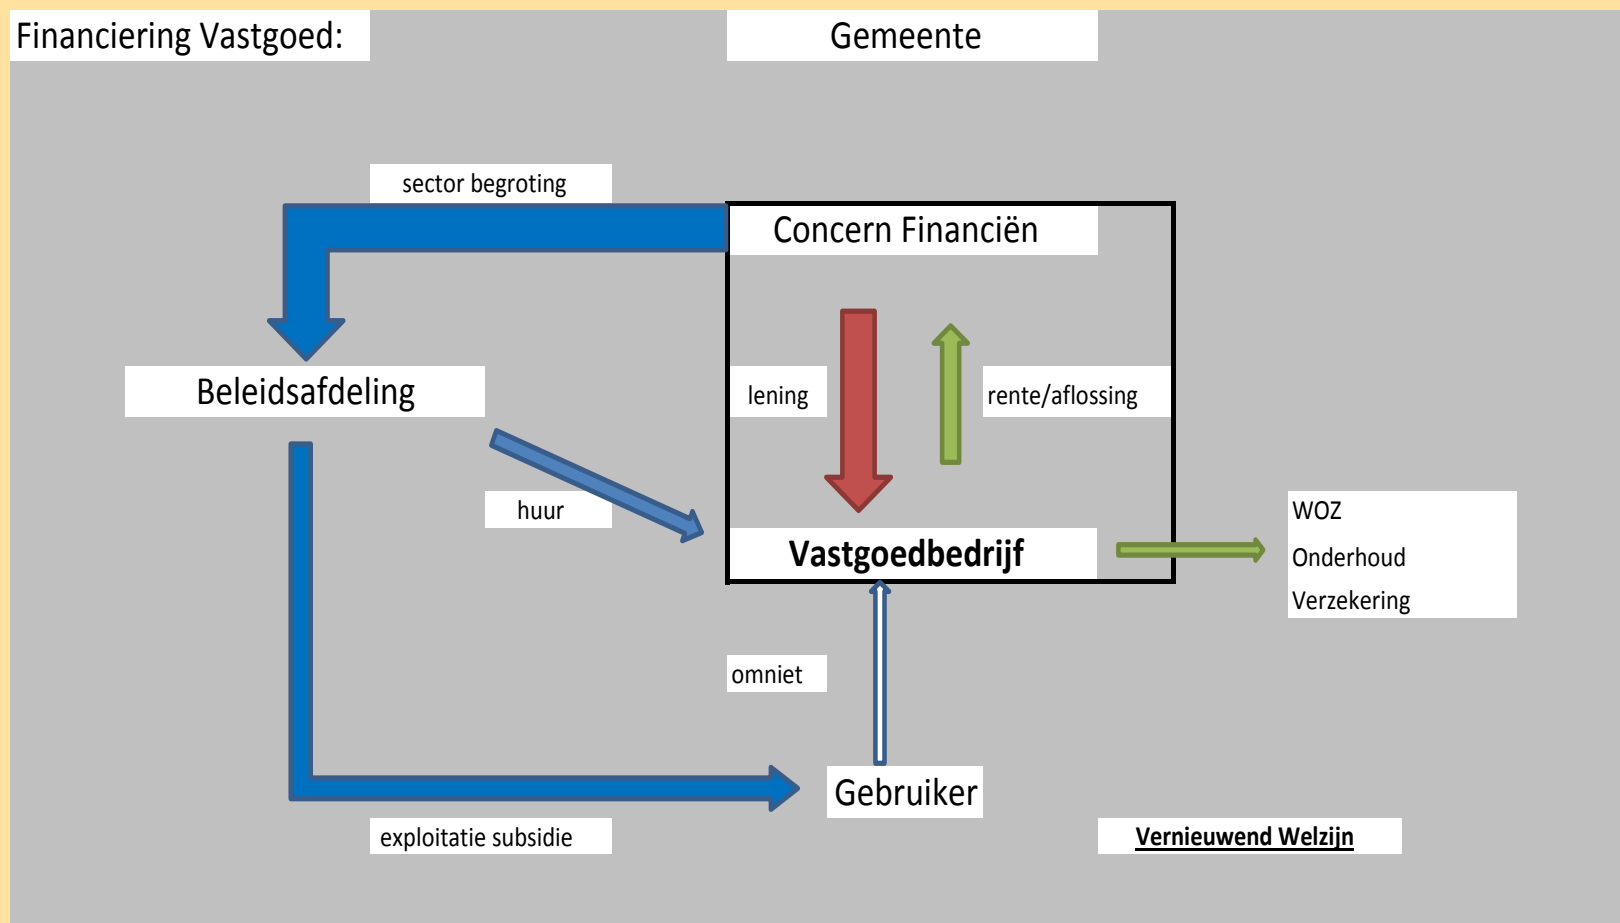 Financiering Vastgoed:
Gemeente
sector begroting
Concern Financiën
Beleidsafdeling
lening
rente/aflossing
huur
WOZ
Vastgoedbedrijf
Onderhoud
Verzekering
omniet
Gebruiker
exploitatie subsidie
Vernieuwend Welzijn